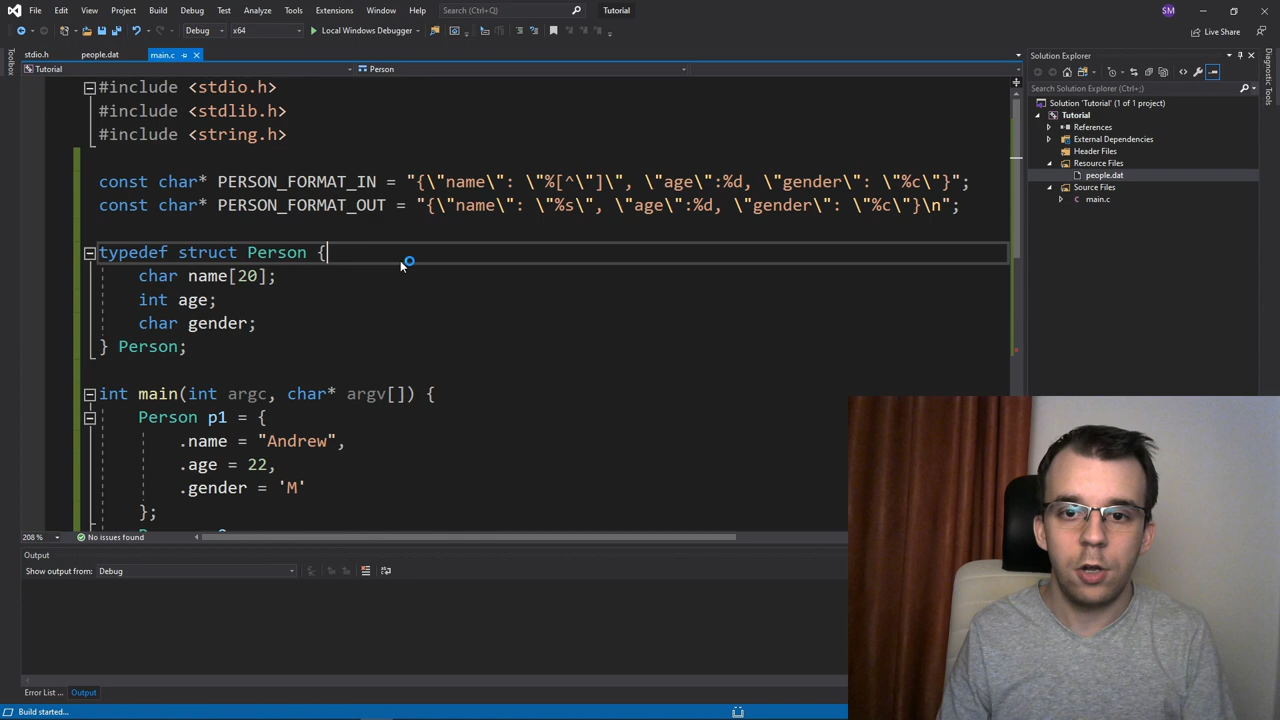 File Edit View Project Build Debug Test Analyze Tools Extensions Window Help Search (Ctrl+Q) Tutorial SM
Debug x64 Local Windows Debugger Live Share
Toolbox
stdio.h people.dat main.c
Tutorial Person
#include <stdio.h>
#include <stdlib.h>
#include <string.h>
const char* PERSON_FORMAT_IN = "{\"name\": \"%[^\"]\", \"age\":%d, \"gender\": \"%c\"}";
const char* PERSON_FORMAT_OUT = "{\"name\": \"%s\", \"age\":%d, \"gender\": \"%c\"}\n";
typedef struct Person {
char name[20];
int age;
char gender;
} Person;
int main(int argc, char* argv[]) {
Person p1 = {
.name = "Andrew",
.age = 22,
.gender = 'M'
};
208 % No issues found
Output
Show output from: Debug
Error List ... Output
Build started...
Solution Explorer
Search Solution Explorer (Ctrl+;)
Solution 'Tutorial' (1 of 1 project)
Tutorial
References
External Dependencies
Header Files
Resource Files
people.dat
Source Files
main.c
Diagnostic Tools